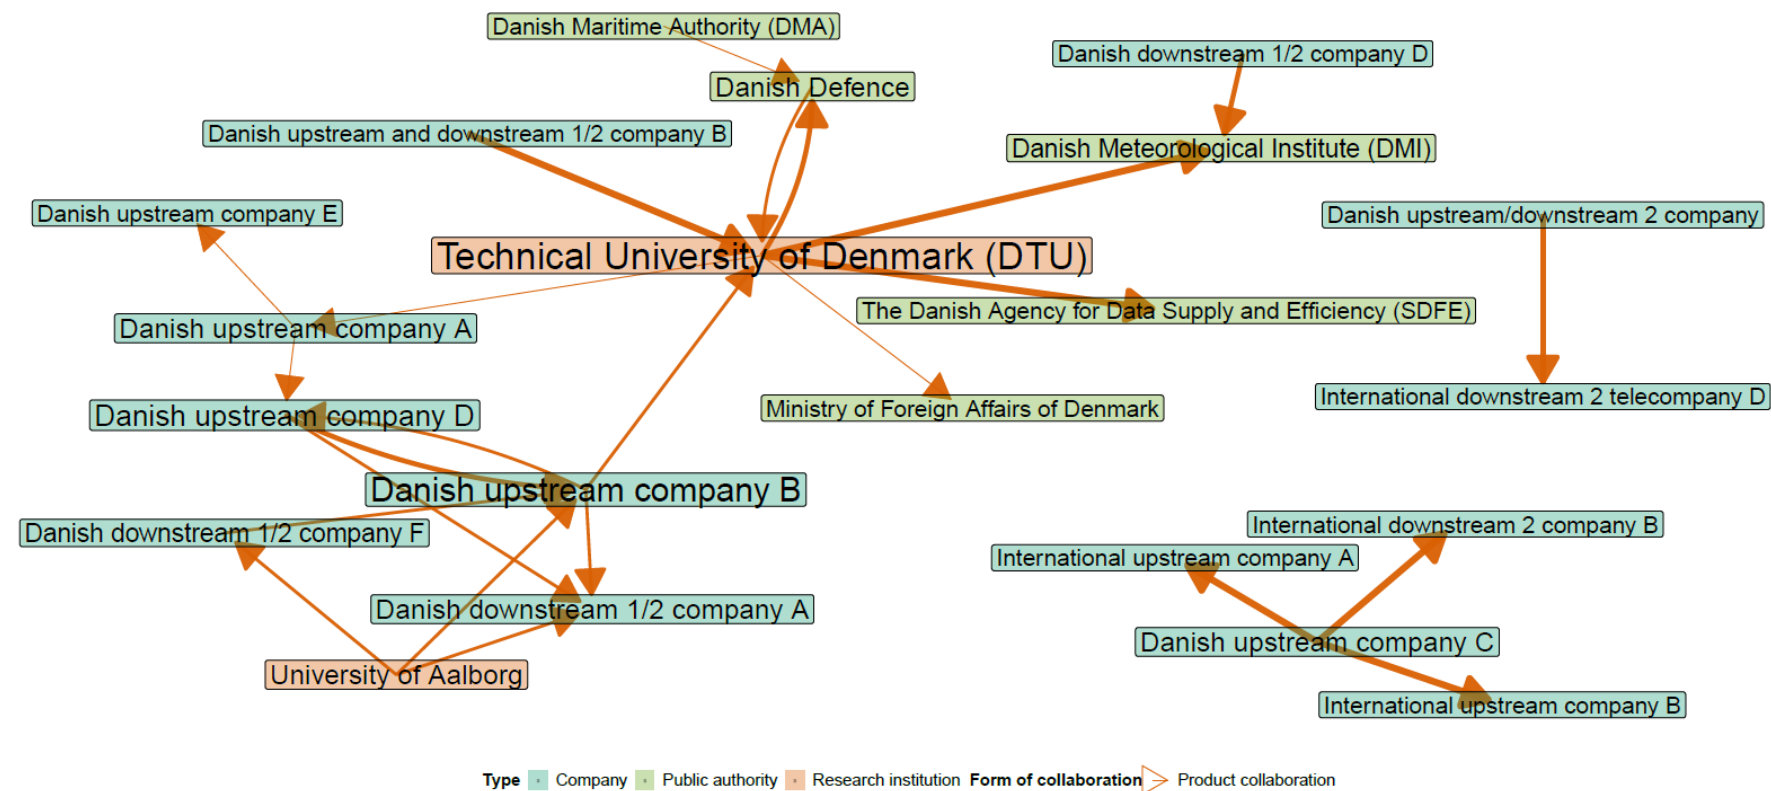 Danish Maritime Authority (DMA)
Danish downstream 1/2 company D
Danish Defence
Danish upstream and downstream 1/2 company B
Danish Meteorological Institute (DMI)
Danish upstream company E
Danish upstream/downstream 2 company
Technical University of Denmark (DTU)
The Danish Agency for Data Supply and Efficiency (SDFE)
Danish upstream company A
International downstream 2 telecompany D
Danish upstream company D
Ministry of Foreign Affairs of Denmark
Danish upstream company B
Danish downstream 1/2 company F
International downstream 2 company B
International upstream company A
Danish downstream 1/2 company A
Danish upstream company C
University of Aalborg
International upstream company B
Type Company Public authority Research institution Form of collaboration Product collaboration